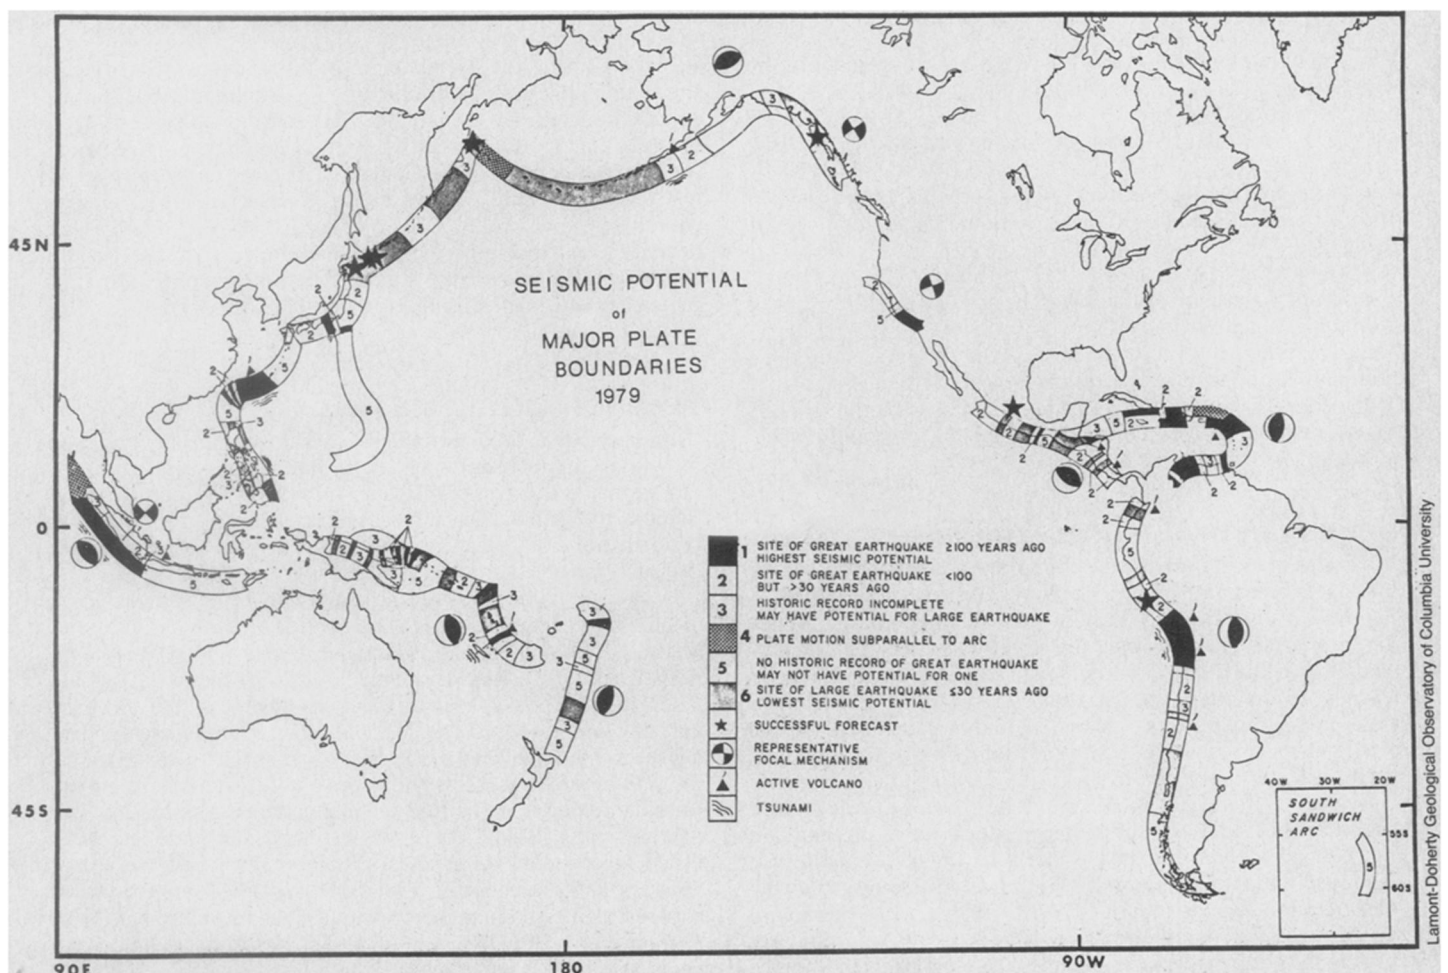 SEISMIC POTENTIAL
of
MAJOR PLATE
BOUNDARIES
1979
45N
0
45S
90E
180
90W
1 SITE OF GREAT EARTHQUAKE ≥100 YEARS AGO
HIGHEST SEISMIC POTENTIAL
2 SITE OF GREAT EARTHQUAKE <100
BUT >30 YEARS AGO
3 HISTORIC RECORD INCOMPLETE
MAY HAVE POTENTIAL FOR LARGE EARTHQUAKE
4 PLATE MOTION SUBPARALLEL TO ARC
5 NO HISTORIC RECORD OF GREAT EARTHQUAKE
MAY NOT HAVE POTENTIAL FOR ONE
6 SITE OF LARGE EARTHQUAKE ≤30 YEARS AGO
LOWEST SEISMIC POTENTIAL
SUCCESSFUL FORECAST
REPRESENTATIVE
FOCAL MECHANISM
ACTIVE VOLCANO
TSUNAMI
40W 30W 20W
SOUTH
SANDWICH
ARC
55S
5
60S
Lamont-Doherty Geological Observatory of Columbia University